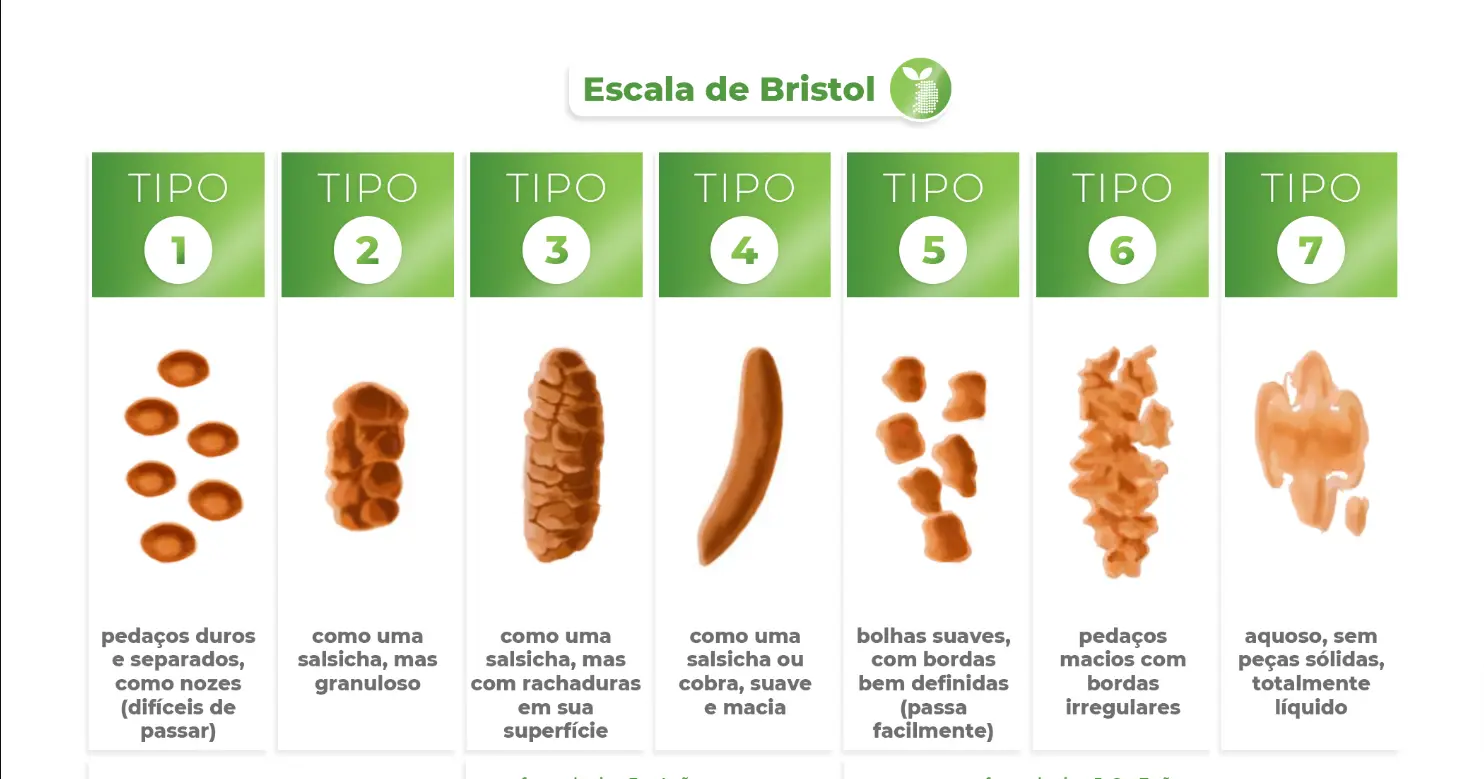 Escala de Bristol
TIPO
1
TIPO
2
TIPO
3
TIPO
4
TIPO
5
TIPO
6
TIPO
7
pedaços duros
e separados,
como nozes
(difíceis de
passar)
como uma
salsicha, mas
granuloso
como uma
salsicha, mas
com rachaduras
em sua
superfície
como uma
salsicha ou
cobra, suave
e macia
bolhas suaves,
com bordas
bem definidas
(passa
facilmente)
pedaços
macios com
bordas
irregulares
aquoso, sem
peças sólidas,
totalmente
líquido